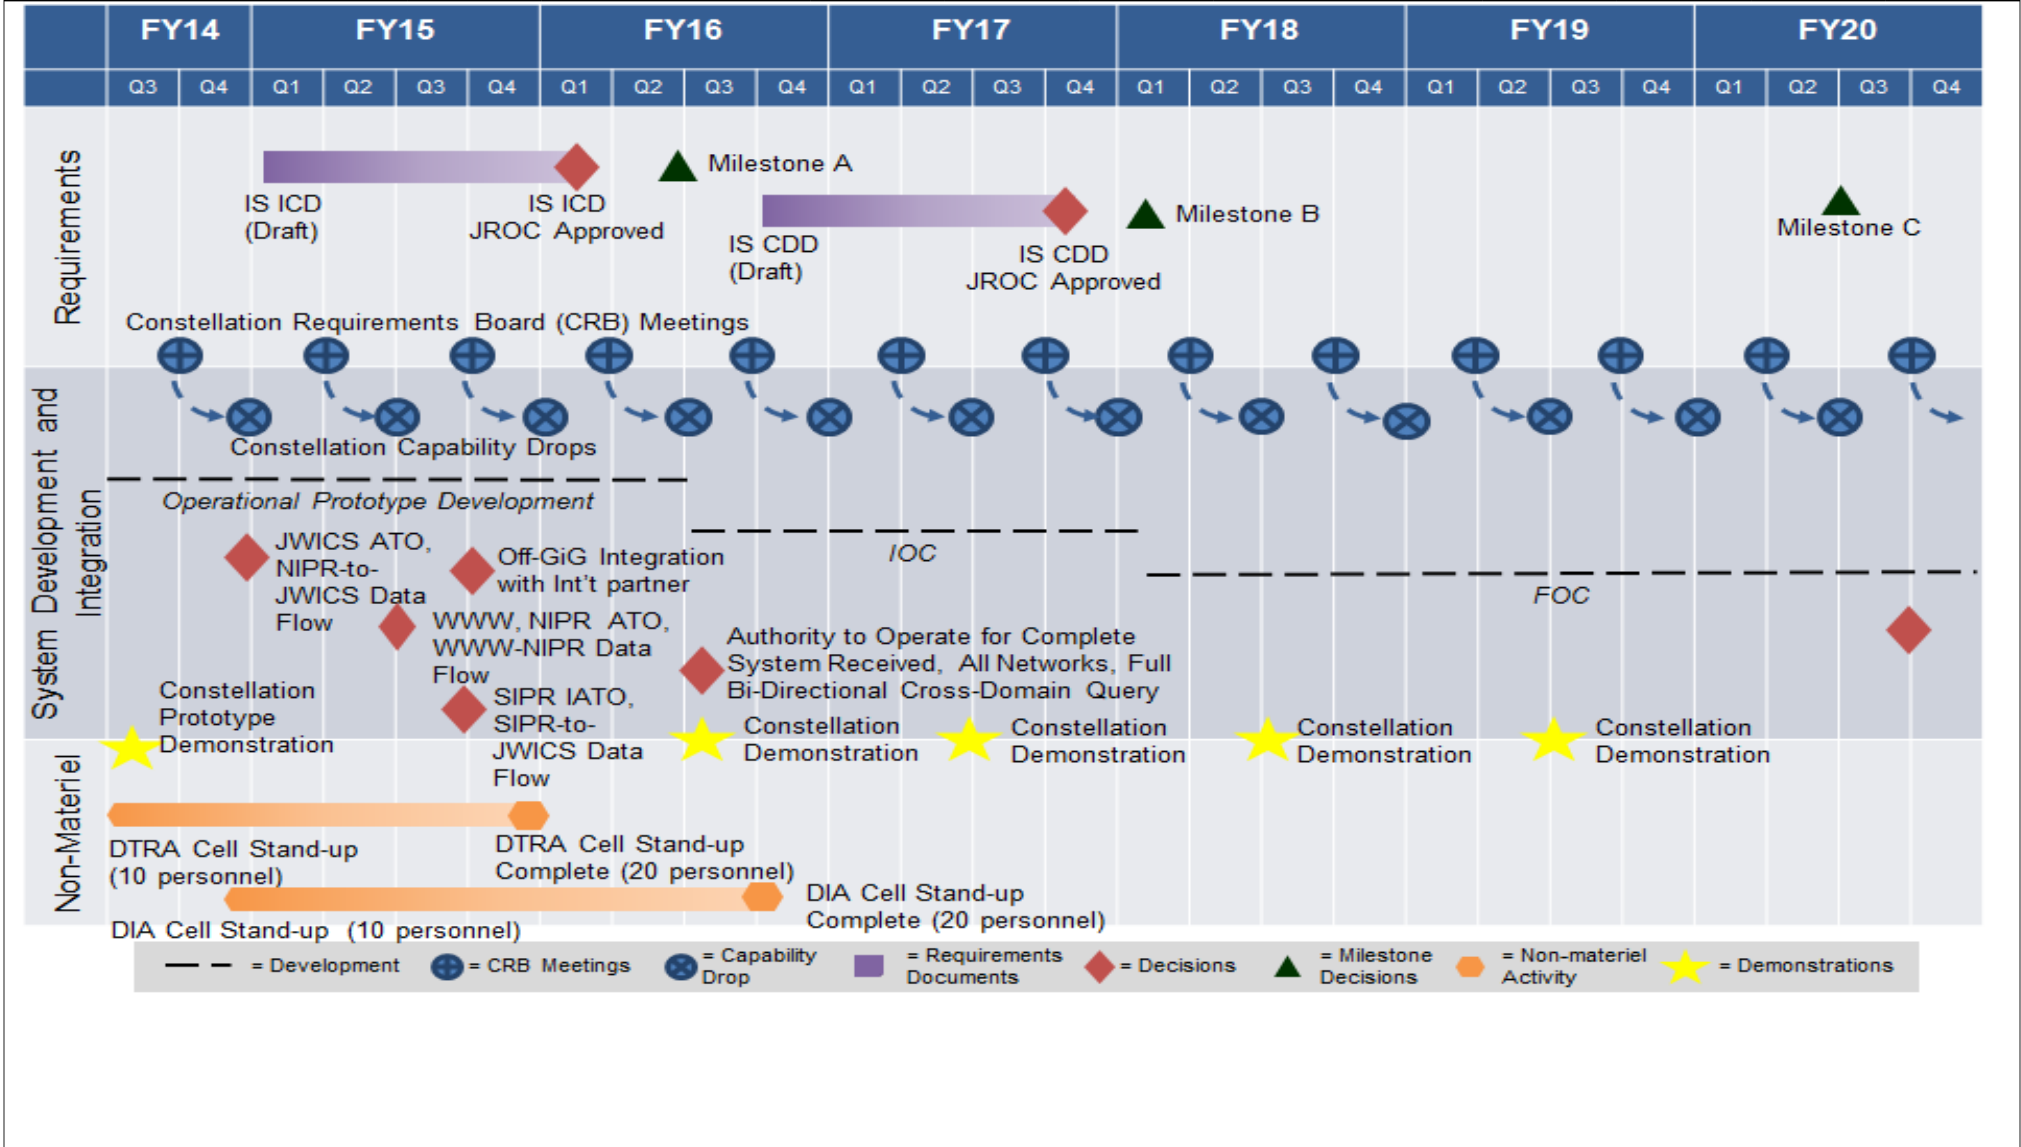 FY14 FY15 FY16 FY17 FY18 FY19 FY20
Q3 Q4 Q1 Q2 Q3 Q4 Q1 Q2 Q3 Q4 Q1 Q2 Q3 Q4 Q1 Q2 Q3 Q4 Q1 Q2 Q3 Q4 Q1 Q2 Q3 Q4
Requirements
IS ICD
(Draft)
IS ICD
JROC Approved
Milestone A
IS CDD
(Draft)
IS CDD
JROC Approved
Milestone B
Milestone C
Constellation Requirements Board (CRB) Meetings
System Development and
Integration
Constellation Capability Drops
Operational Prototype Development
IOC
FOC
JWICS ATO,
NIPR-to-
JWICS Data
Flow
Off-GiG Integration
with Int't partner
WWW, NIPR ATO,
WWW-NIPR Data
Flow
SIPR IATO,
SIPR-to-
JWICS Data
Flow
Authority to Operate for Complete
System Received, All Networks, Full
Bi-Directional Cross-Domain Query
Constellation
Prototype
Demonstration
Constellation
Demonstration
Constellation
Demonstration
Constellation
Demonstration
Constellation
Demonstration
Non-Materiel
DTRA Cell Stand-up
(10 personnel)
DTRA Cell Stand-up
Complete (20 personnel)
DIA Cell Stand-up (10 personnel)
DIA Cell Stand-up
Complete (20 personnel)
= Development
= CRB Meetings
= Capability
Drop
= Requirements
Documents
= Decisions
= Milestone
Decisions
= Non-materiel
Activity
= Demonstrations